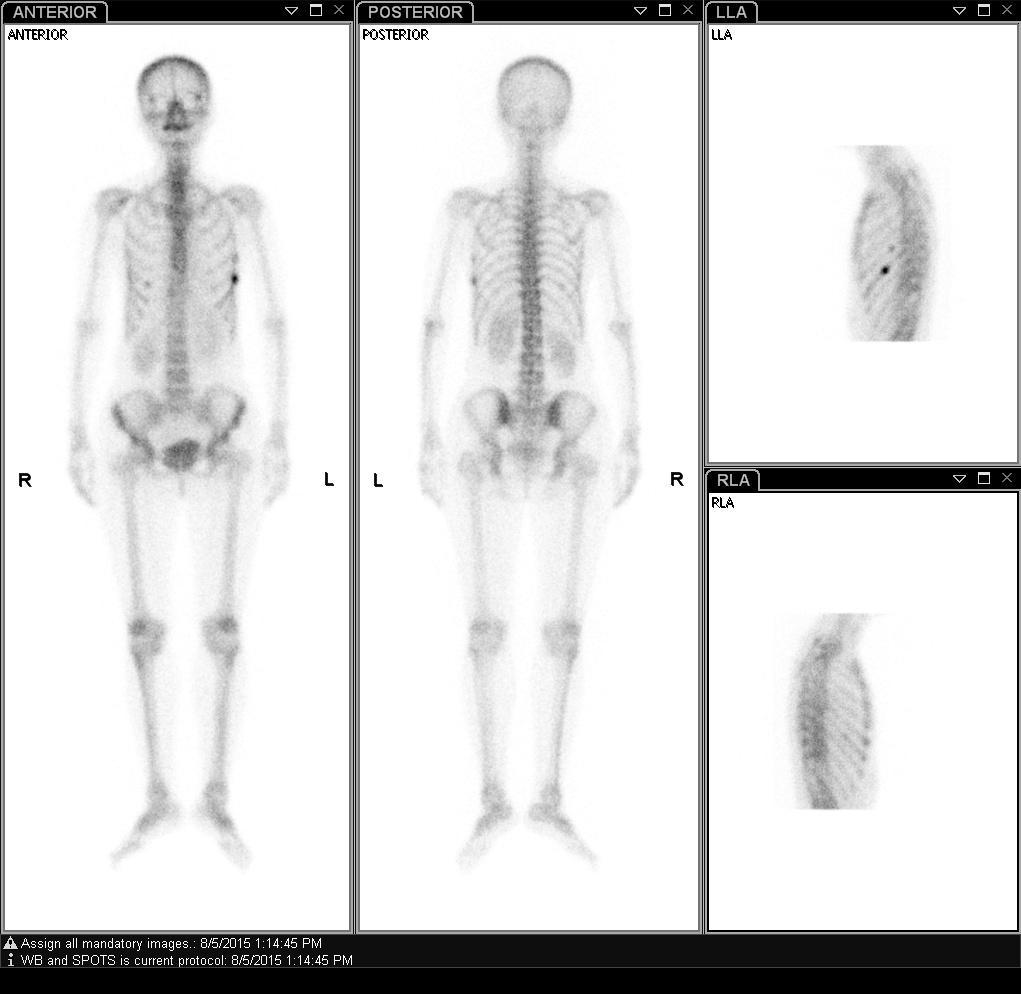 ANTERIOR
ANTERIOR
R
L
POSTERIOR
POSTERIOR
L
R
LLA
LLA
RLA
RLA
Assign all mandatory images.: 8/5/2015 1:14:45 PM
WB and SPOTS is current protocol: 8/5/2015 1:14:45 PM